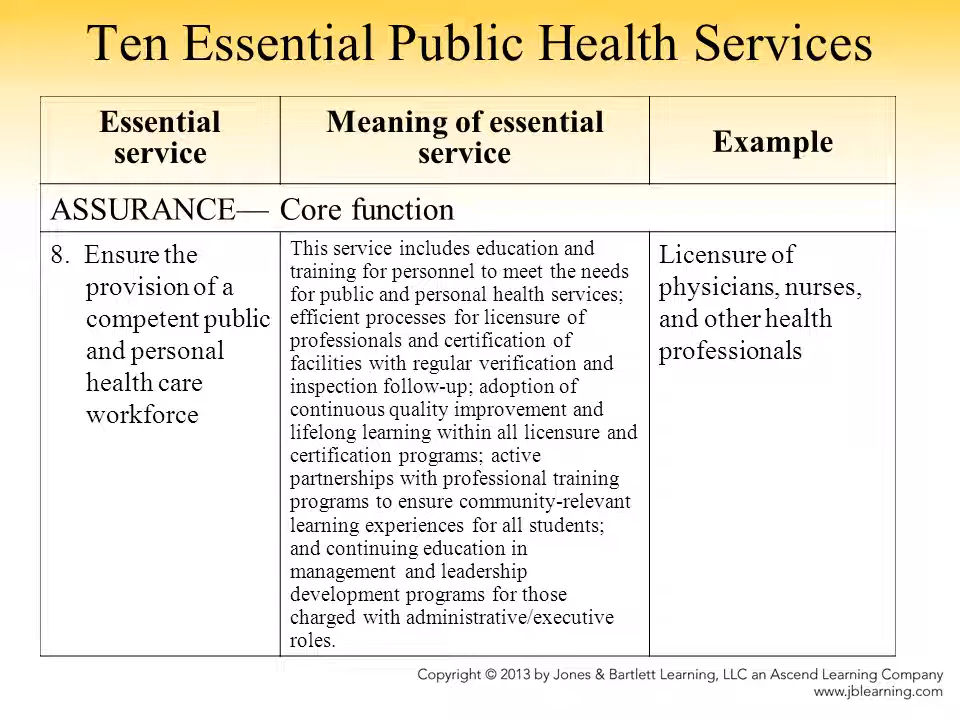 Ten Essential Public Health Services
Essential
service
Meaning of essential
service
Example
ASSURANCE— Core function
8. Ensure the
provision of a
competent public
and personal
health care
workforce
This service includes education and
training for personnel to meet the needs
for public and personal health services;
efficient processes for licensure of
professionals and certification of
facilities with regular verification and
inspection follow-up; adoption of
continuous quality improvement and
lifelong learning within all licensure and
certification programs; active
partnerships with professional training
programs to ensure community-relevant
learning experiences for all students;
and continuing education in
management and leadership
development programs for those
charged with administrative/executive
roles.
Licensure of
physicians, nurses,
and other health
professionals
Copyright © 2013 by Jones & Bartlett Learning, LLC an Ascend Learning Company
www.jblearning.com